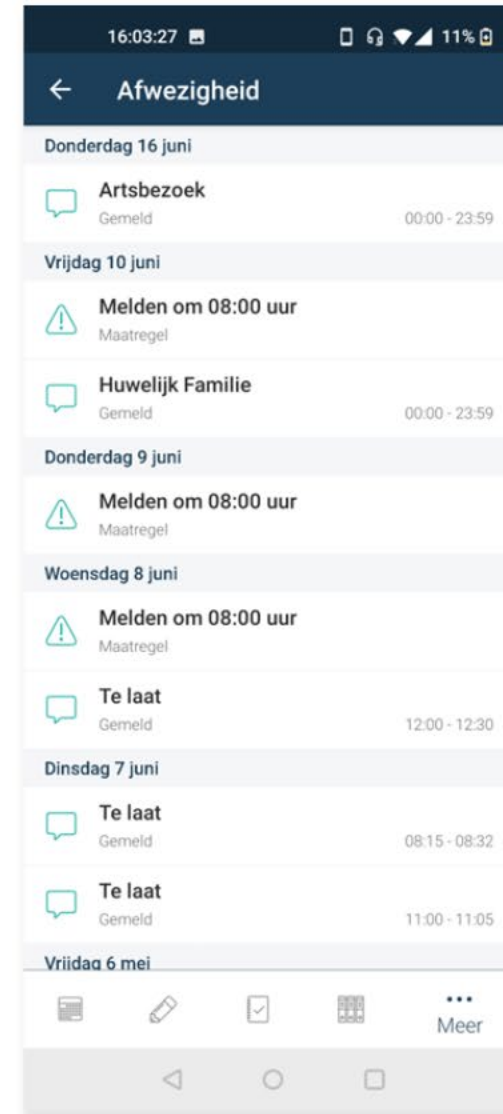 16:03:27 11%
Afwezigheid
Donderdag 16 juni
Artsbezoek
Gemeld 00:00 - 23:59
Vrijdag 10 juni
Melden om 08:00 uur
Maatregel
Huwelijk Familie
Gemeld 00:00 - 23:59
Donderdag 9 juni
Melden om 08:00 uur
Maatregel
Woensdag 8 juni
Melden om 08:00 uur
Maatregel
Te laat
Gemeld 12:00 - 12:30
Dinsdag 7 juni
Te laat
Gemeld 08:15 - 08:32
Te laat
Gemeld 11:00 - 11:05
Vrijdag 6 mei
Meer